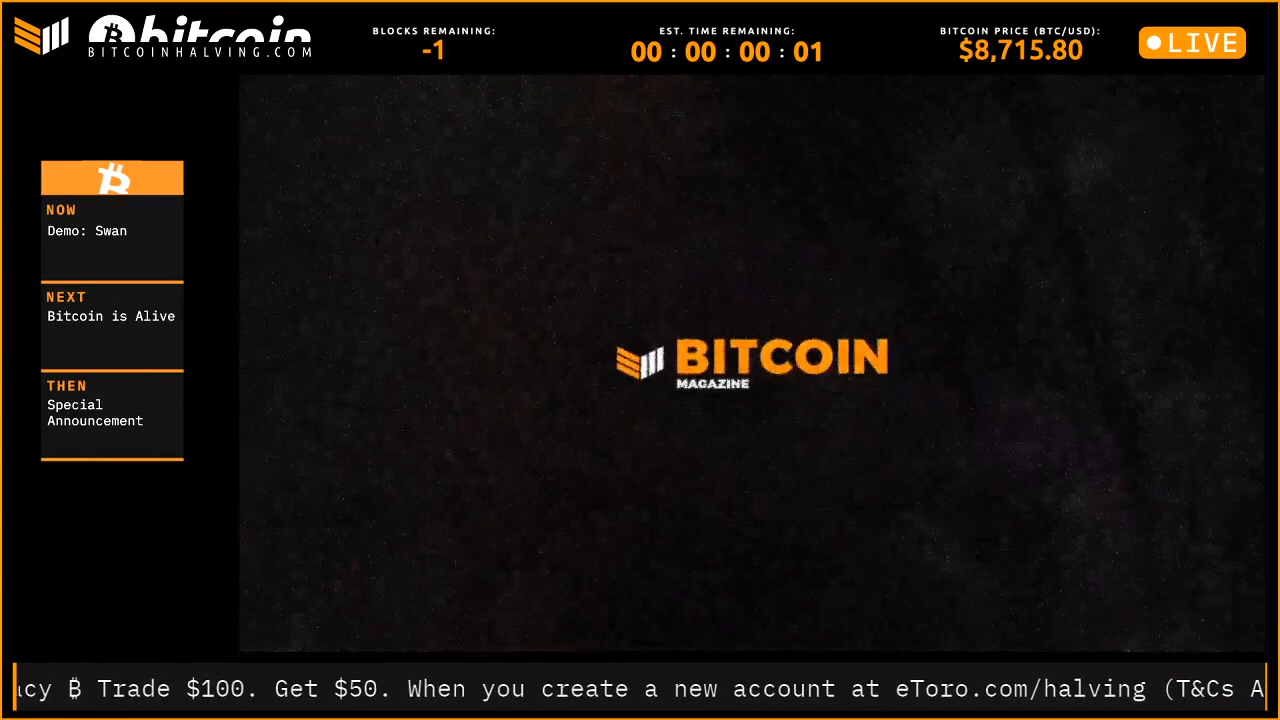 bitcoin
BITCOINHALVING.COM
BLOCKS REMAINING:
-1
EST. TIME REMAINING:
00 : 00 : 00 : 01
BITCOIN PRICE (BTC/USD):
$8,715.80
LIVE
NOW
Demo: Swan
NEXT
Bitcoin is Alive
THEN
Special
Announcement
BITCOIN
MAGAZINE
₿ Trade $100. Get $50. When you create a new account at eToro.com/halving (T&Cs